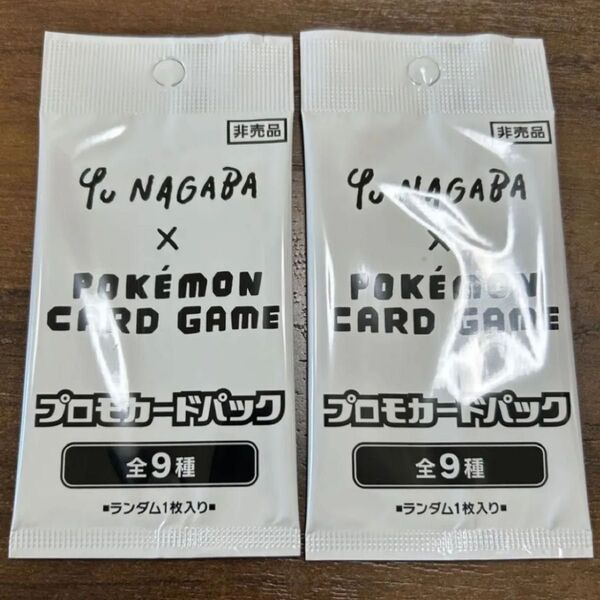 非売品
YU NAGABA
×
POKÉMON
CARD GAME
プロモカードパック
全9種
■ランダム1枚入り■
非売品
YU NAGABA
×
POKÉMON
CARD GAME
プロモカードパック
全9種
■ランダム1枚入り■